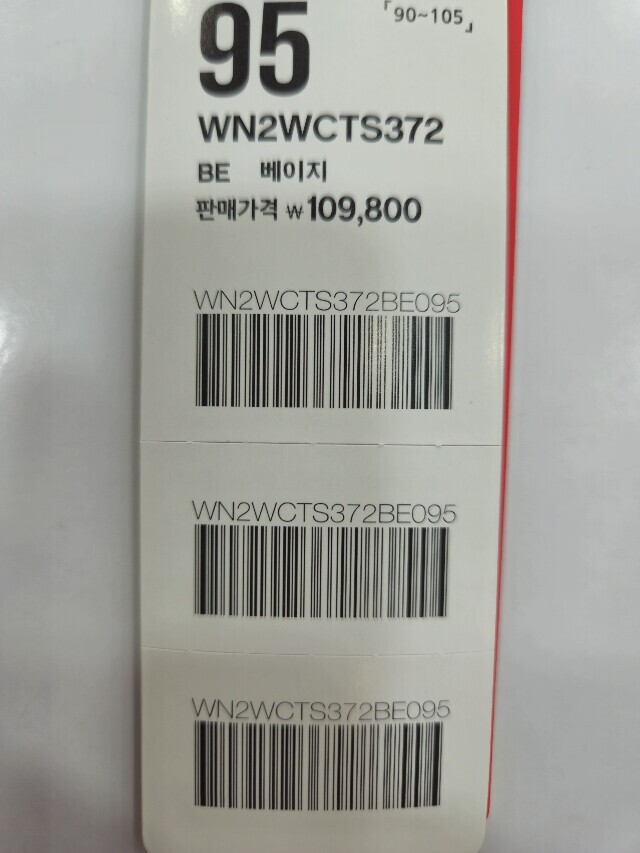 95
「90~105」
WN2WCTS372
BE 베이지
판매가격 ₩109,800
WN2WCTS372BE095
WN2WCTS372BE095
WN2WCTS372BE095